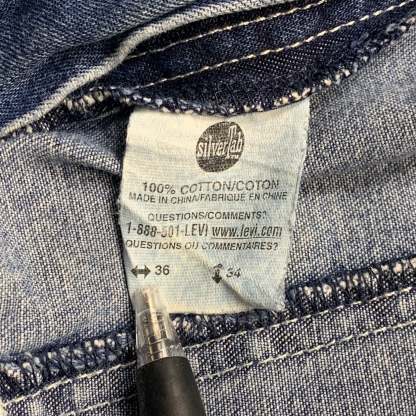 silverTab
100% COTTON/COTON
MADE IN CHINA/FABRIQUE EN CHINE
QUESTIONS/COMMENTS?
1-888-501-LEVI www.levi.com
QUESTIONS OU COMMENTAIRES?
↔ 36 ↕ 34